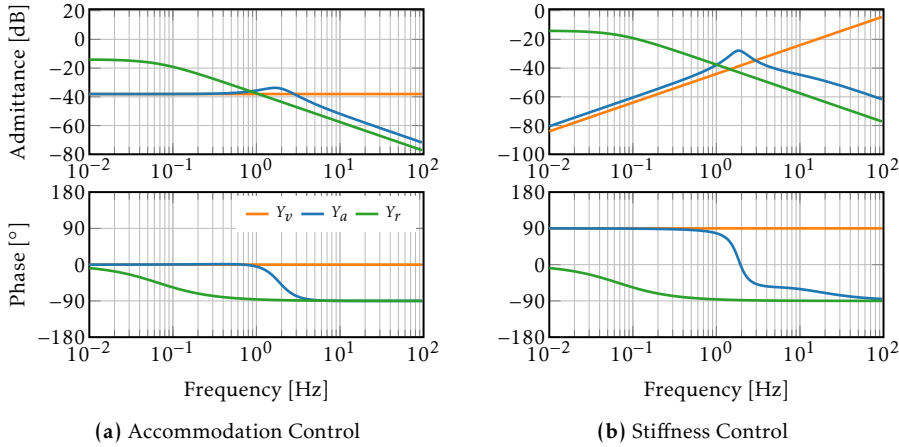 Admittance [dB]
20
0
−20
−40
−60
−80
10−2 10−1 100 101 102
0
−20
−40
−60
−80
−100
10−2 10−1 100 101 102
Phase [°]
180
90
0
−90
−180
Yv Ya Yr
10−2 10−1 100 101 102
Frequency [Hz]
180
90
0
−90
−180
10−2 10−1 100 101 102
Frequency [Hz]
(a) Accommodation Control
(b) Stiffness Control